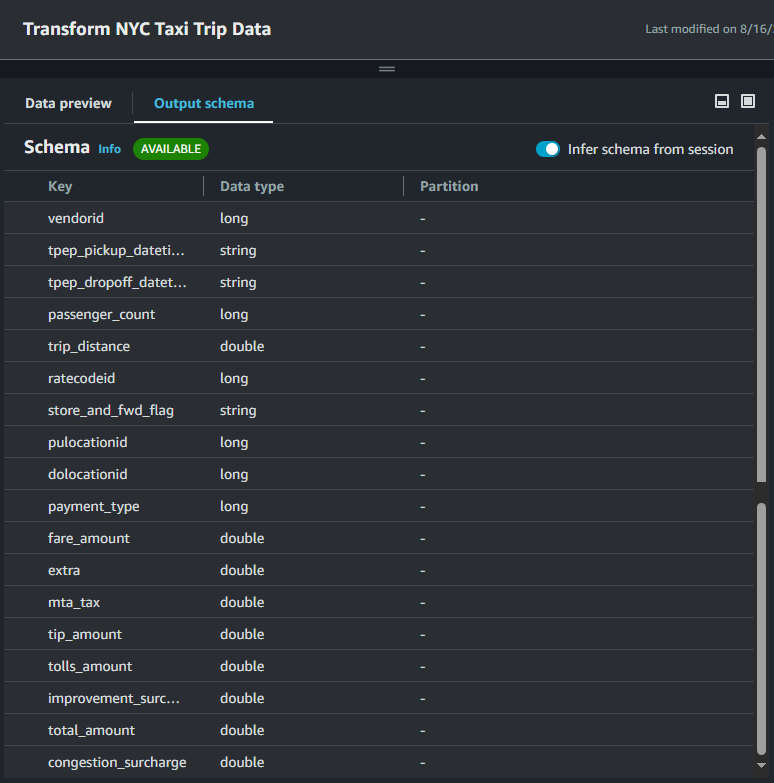 Transform NYC Taxi Trip Data Last modified on 8/16/
Data preview Output schema
Schema Info AVAILABLE Infer schema from session
Key Data type Partition
vendorid long -
tpep_pickup_dateti... string -
tpep_dropoff_datet... string -
passenger_count long -
trip_distance double -
ratecodeid long -
store_and_fwd_flag string -
pulocationid long -
dolocationid long -
payment_type long -
fare_amount double -
extra double -
mta_tax double -
tip_amount double -
tolls_amount double -
improvement_surc... double -
total_amount double -
congestion_surcharge double -